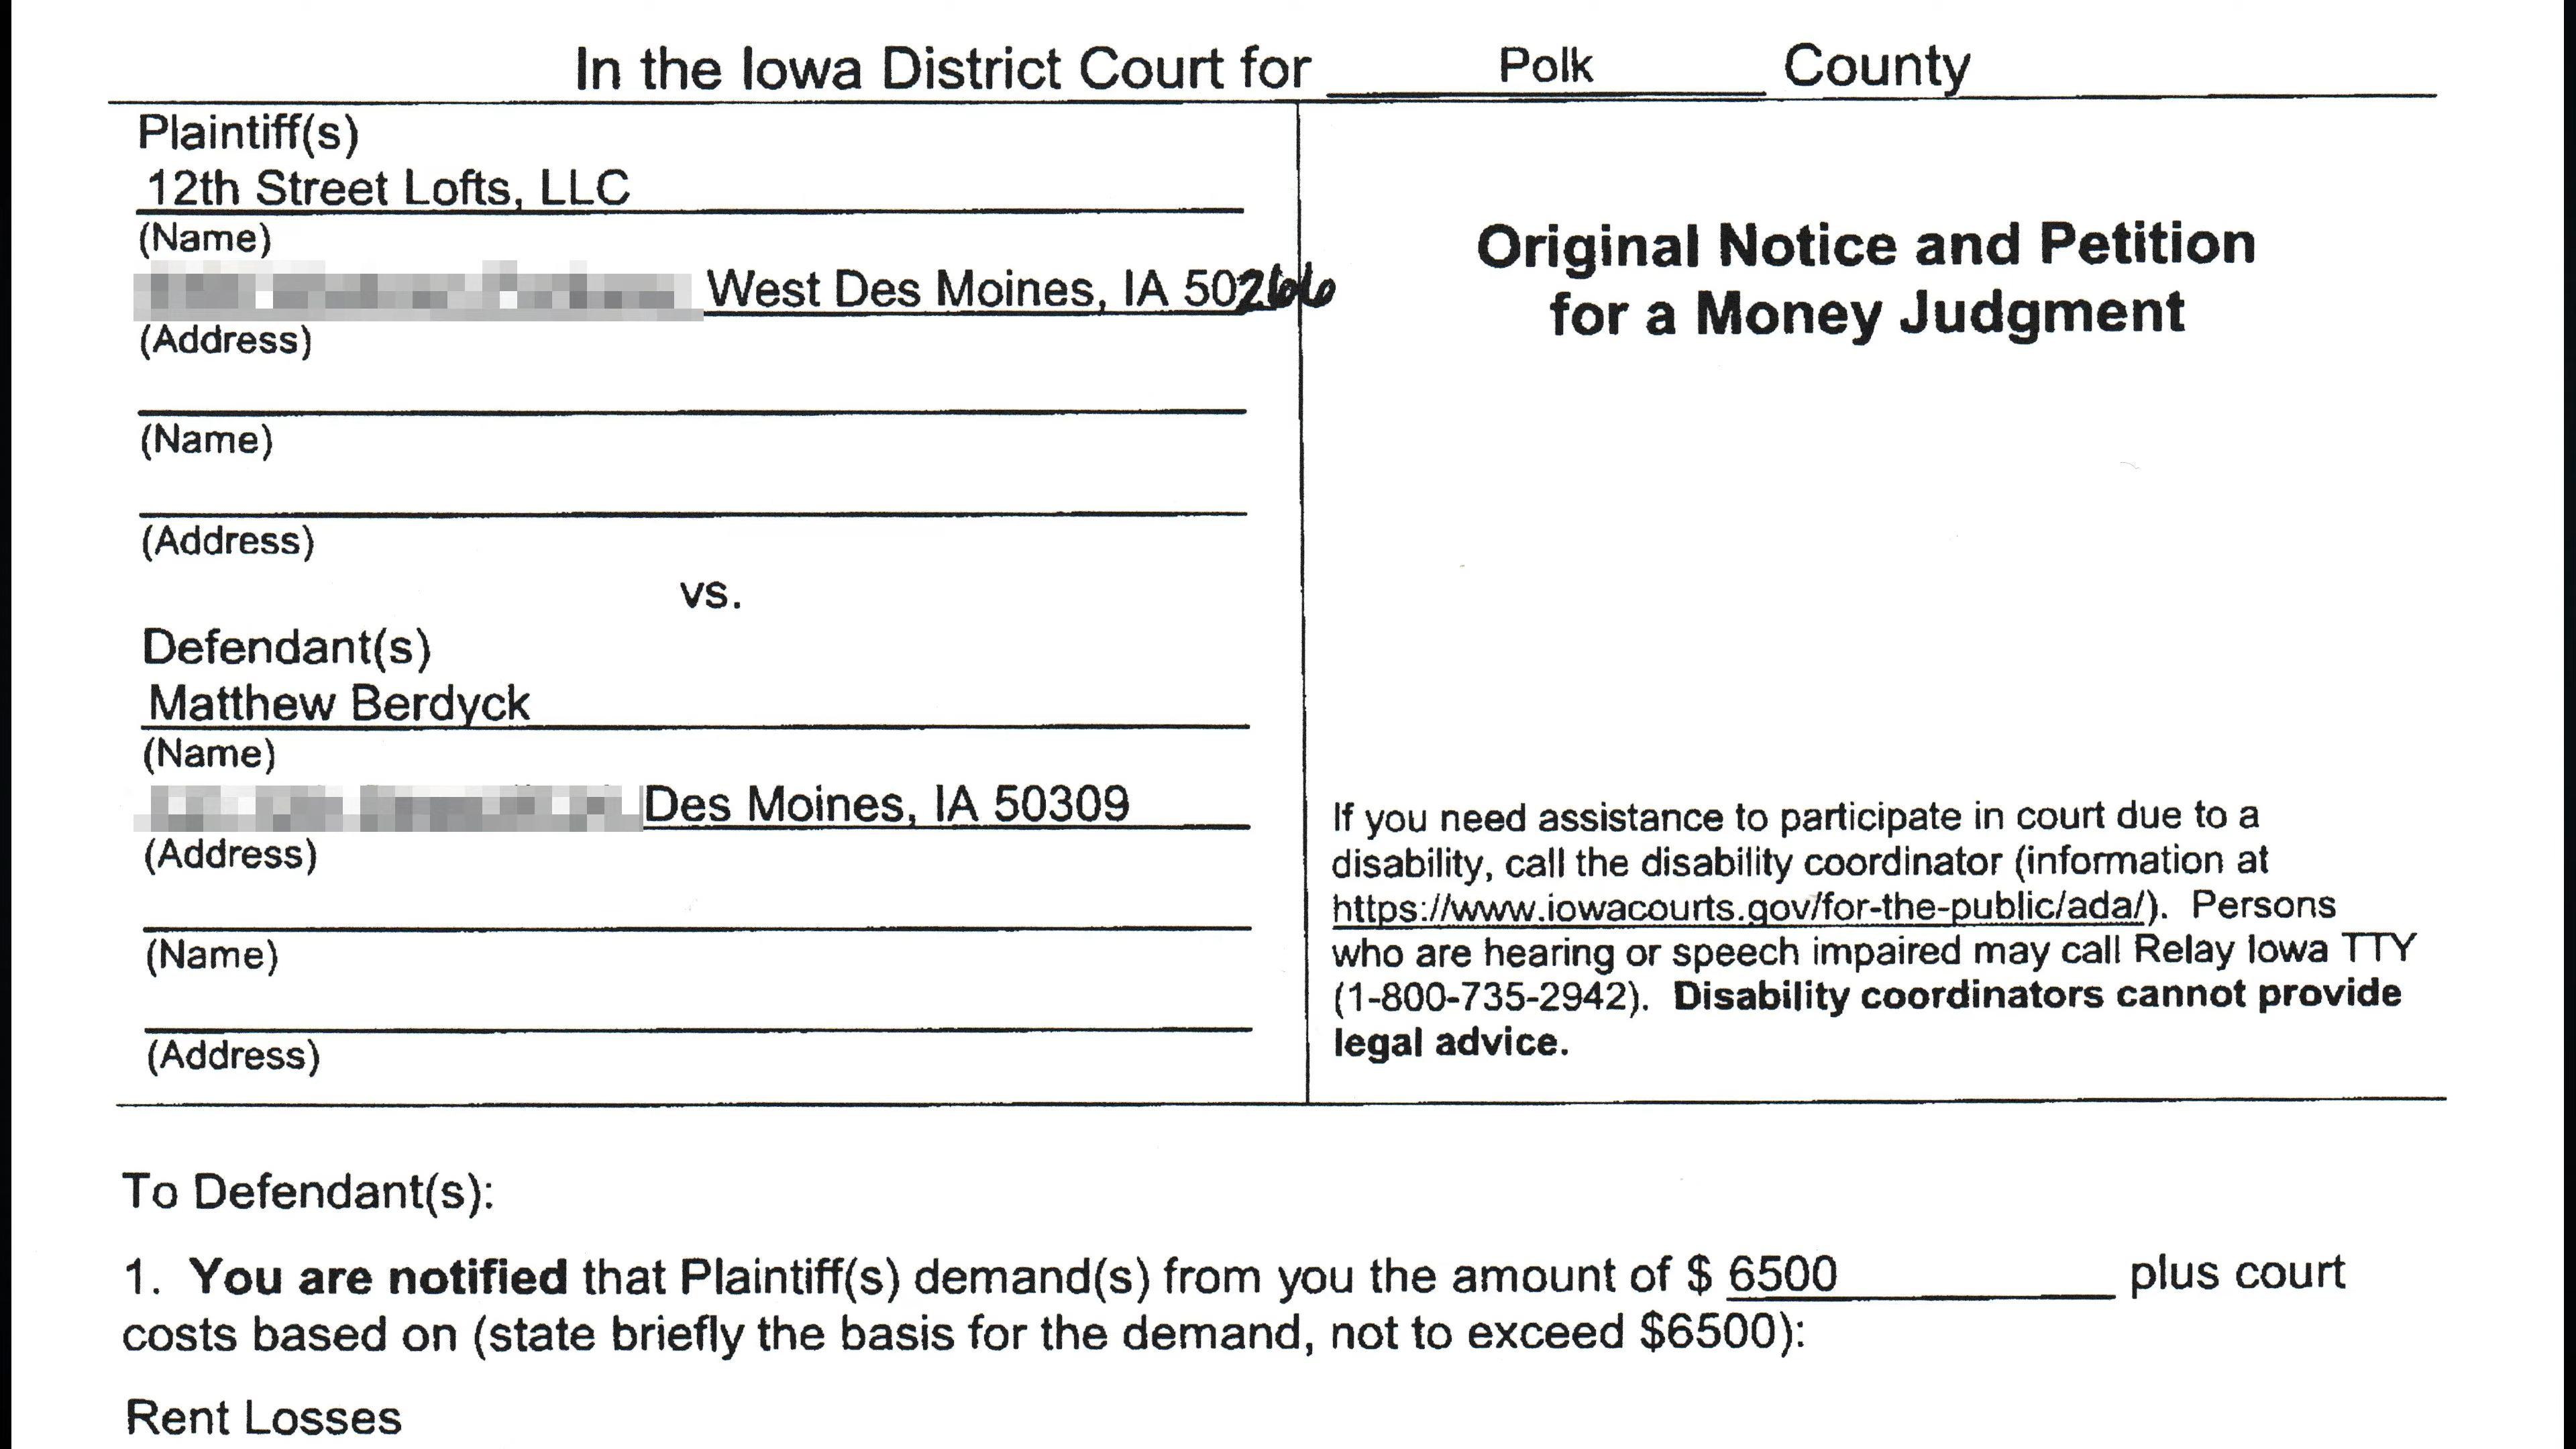 In the Iowa District Court for Polk County
Plaintiff(s)
12th Street Lofts, LLC
(Name)
West Des Moines, IA 50266
(Address)
(Name)
(Address)
vs.
Defendant(s)
Matthew Berdyck
(Name)
Des Moines, IA 50309
(Address)
(Name)
(Address)
Original Notice and Petition
for a Money Judgment
If you need assistance to participate in court due to a
disability, call the disability coordinator (information at
https://www.iowacourts.gov/for-the-public/ada/). Persons
who are hearing or speech impaired may call Relay Iowa TTY
(1-800-735-2942). Disability coordinators cannot provide
legal advice.
To Defendant(s):
1. You are notified that Plaintiff(s) demand(s) from you the amount of $ 6500 plus court
costs based on (state briefly the basis for the demand, not to exceed $6500):
Rent Losses